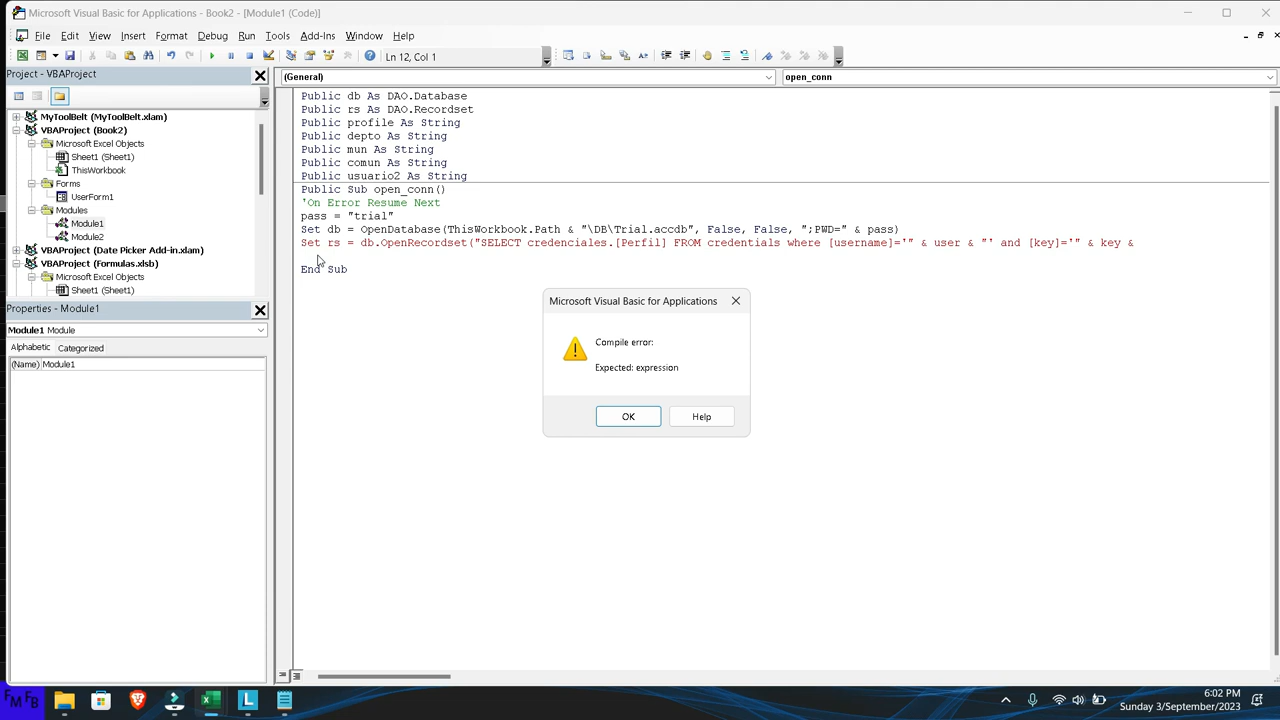 Microsoft Visual Basic for Applications - Book2 - [Module1 (Code)]
File Edit View Insert Format Debug Run Tools Add-Ins Window Help
Ln 12, Col 1
Project - VBAProject
(General) open_conn
MyToolBelt (MyToolBelt.xlam)
VBAProject (Book2)
Microsoft Excel Objects
Sheet1 (Sheet1)
ThisWorkbook
Forms
UserForm1
Modules
Module1
Module2
VBAProject (Date Picker Add-in.xlam)
VBAProject (Formulas.xlsb)
Microsoft Excel Objects
Sheet1 (Sheet1)
Properties - Module1
Module1 Module
Alphabetic Categorized
(Name) Module1
Public db As DAO.Database
Public rs As DAO.Recordset
Public profile As String
Public depto As String
Public mun As String
Public comun As String
Public usuario2 As String
Public Sub open_conn()
'On Error Resume Next
pass = "trial"
Set db = OpenDatabase(ThisWorkbook.Path & "\DB\Trial.accdb", False, False, ";PWD=" & pass)
Set rs = db.OpenRecordset("SELECT credenciales.[Perfil] FROM credentials where [username]='" & user & "' and [key]='" & key &
End Sub
Microsoft Visual Basic for Applications
Compile error:
Expected: expression
OK Help
FM FB
6:02 PM
Sunday 3/September/2023